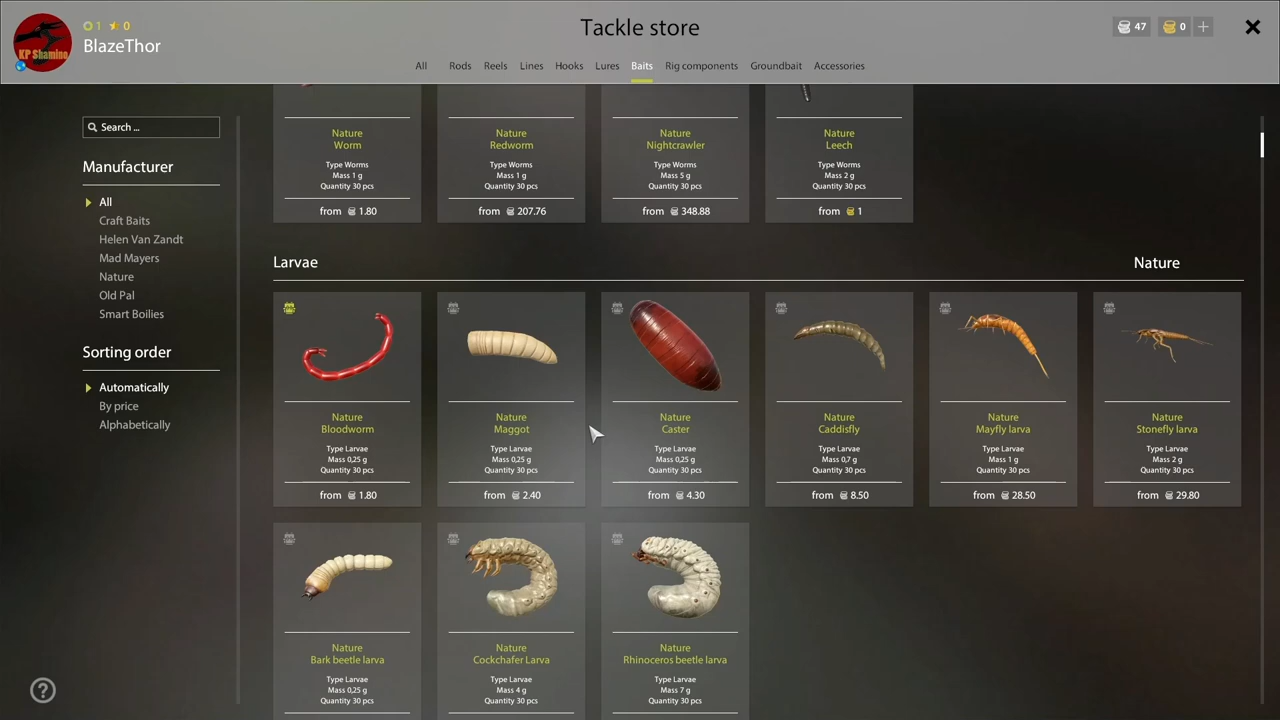 1 0
BlazeThor
KP Shamino
Tackle store
47 0 +
All Rods Reels Lines Hooks Lures Baits Rig components Groundbait Accessories
Search ...
Manufacturer
All
Craft Baits
Helen Van Zandt
Mad Mayers
Nature
Old Pal
Smart Boilies
Sorting order
Automatically
By price
Alphabetically
Nature
Worm
Type Worms
Mass 1 g
Quantity 30 pcs
from 1.80
Nature
Redworm
Type Worms
Mass 1 g
Quantity 30 pcs
from 207.76
Nature
Nightcrawler
Type Worms
Mass 5 g
Quantity 30 pcs
from 348.88
Nature
Leech
Type Worms
Mass 2 g
Quantity 30 pcs
from 1
Larvae Nature
Nature
Bloodworm
Type Larvae
Mass 0,25 g
Quantity 30 pcs
from 1.80
Nature
Maggot
Type Larvae
Mass 0,25 g
Quantity 30 pcs
from 2.40
Nature
Caster
Type Larvae
Mass 0,25 g
Quantity 30 pcs
from 4.30
Nature
Caddisfly
Type Larvae
Mass 0,7 g
Quantity 30 pcs
from 8.50
Nature
Mayfly larva
Type Larvae
Mass 1 g
Quantity 30 pcs
from 28.50
Nature
Stonefly larva
Type Larvae
Mass 2 g
Quantity 30 pcs
from 29.80
Nature
Bark beetle larva
Type Larvae
Mass 0,25 g
Quantity 30 pcs
Nature
Cockchafer Larva
Type Larvae
Mass 4 g
Quantity 30 pcs
Nature
Rhinoceros beetle larva
Type Larvae
Mass 7 g
Quantity 30 pcs
?